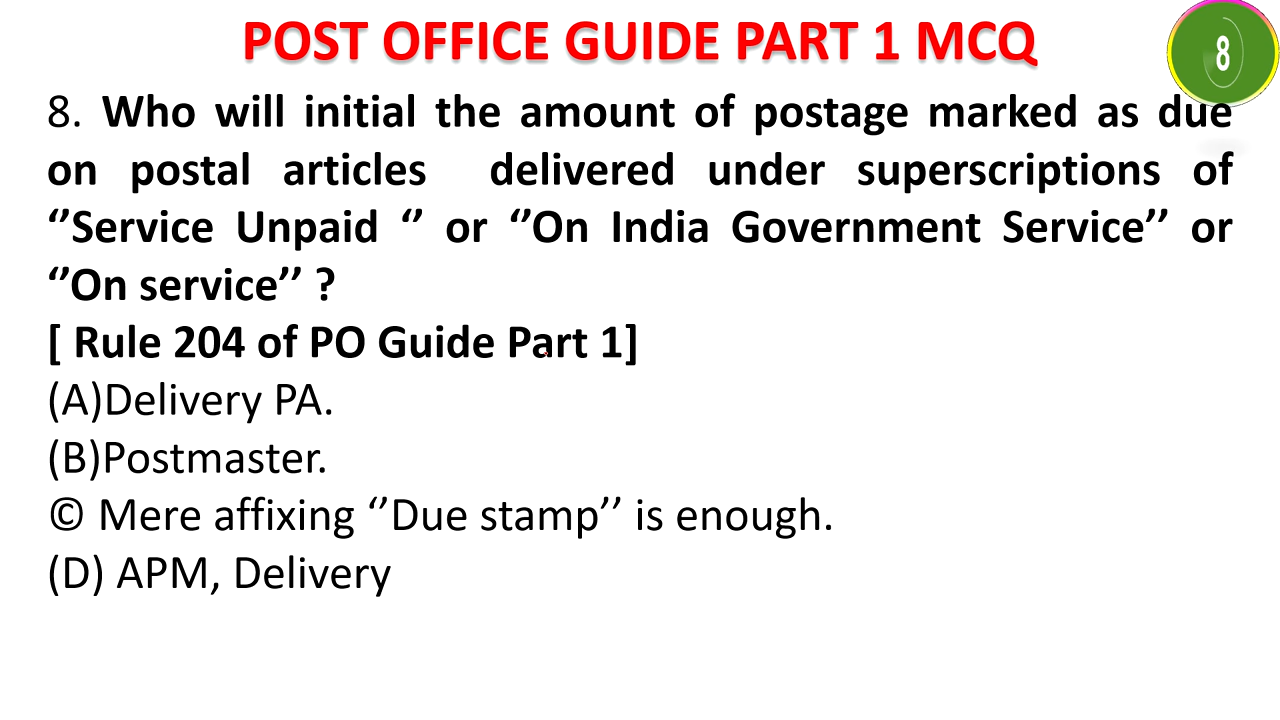 POST OFFICE GUIDE PART 1 MCQ
8
8. Who will initial the amount of postage marked as due
on postal articles delivered under superscriptions of
‘’Service Unpaid ‘’ or ‘’On India Government Service’’ or
‘’On service’’ ?
[ Rule 204 of PO Guide Part 1]
(A)Delivery PA.
(B)Postmaster.
© Mere affixing ‘’Due stamp’’ is enough.
(D) APM, Delivery